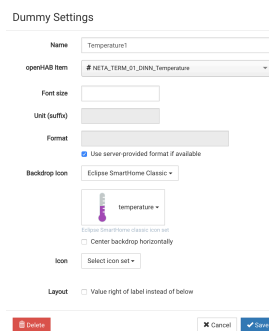 Dummy Settings
Name Temperature1
openHAB Item # NETA_TERM_01_DINN_Temperature
Font size
Unit (suffix)
Format
Use server-provided format if available
Backdrop Icon Eclipse SmartHome Classic
temperature
Eclipse SmartHome classic icon set
Center backdrop horizontally
Icon Select icon set
Layout Value right of label instead of below
Delete Cancel Save